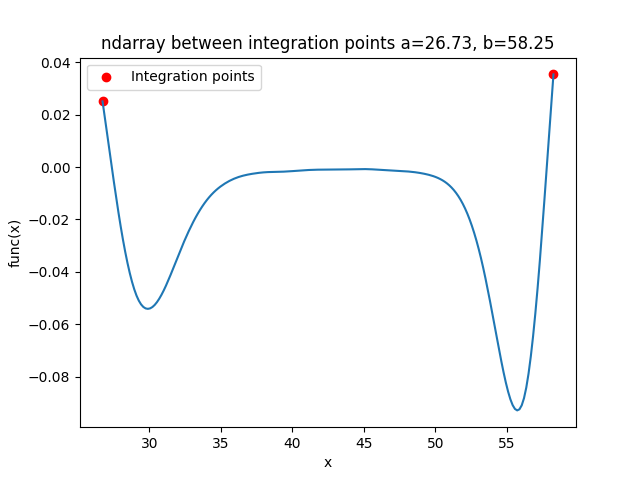 ndarray between integration points a=26.73, b=58.25
Integration points
0.04
0.02
0.00
−0.02
−0.04
−0.06
−0.08
func(x)
30 35 40 45 50 55
x